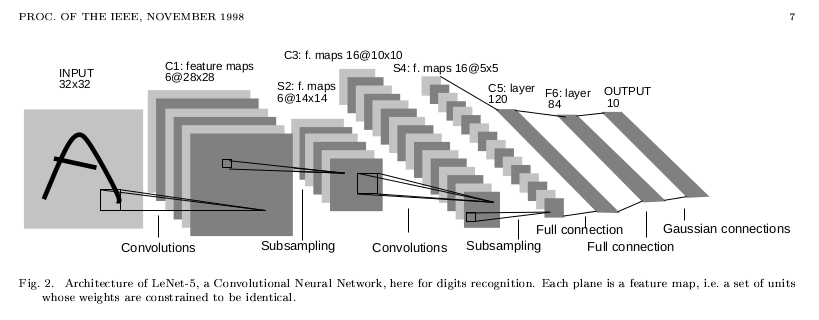 PROC. OF THE IEEE, NOVEMBER 1998 7
C3: f. maps 16@10x10
INPUT
32x32
C1: feature maps
6@28x28
S4: f. maps 16@5x5
S2: f. maps
6@14x14
C5: layer
120
F6: layer
84
OUTPUT
10
A
Convolutions
Subsampling
Convolutions
Subsampling
Full connection
Full connection
Gaussian connections
Fig. 2. Architecture of LeNet-5, a Convolutional Neural Network, here for digits recognition. Each plane is a feature map, i.e. a set of units
whose weights are constrained to be identical.